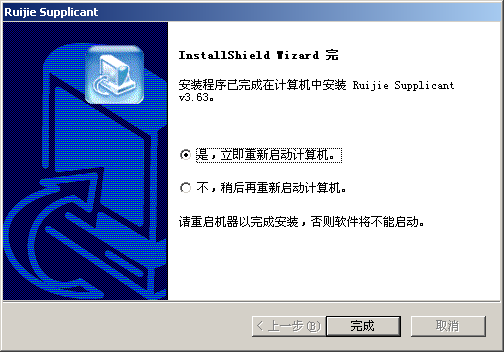 Ruijie Supplicant
InstallShield Wizard 完
安装程序已完成在计算机中安装 Ruijie Supplicant
v3.63。
是，立即重新启动计算机。
不，稍后再重新启动计算机。
请重启机器以完成安装，否则软件将不能启动。
< 上一步(B)
完成
取消